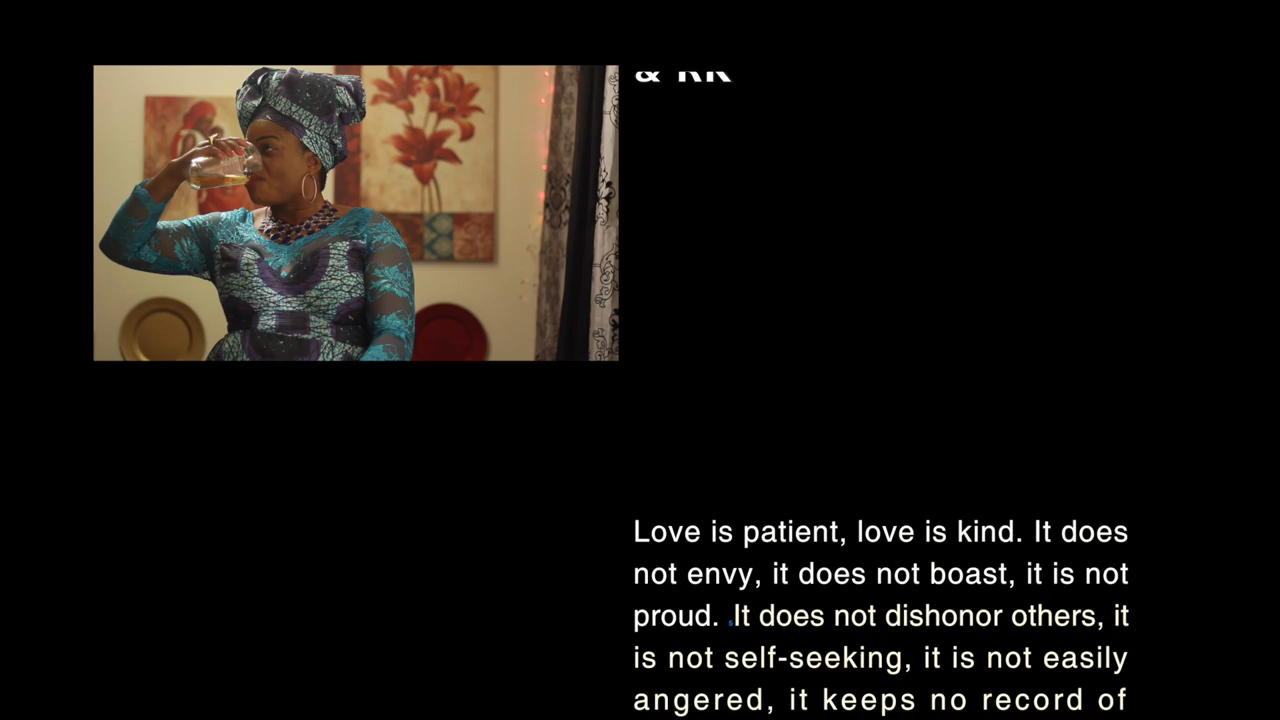 Love is patient, love is kind. It does
not envy, it does not boast, it is not
proud. 5 It does not dishonor others, it
is not self-seeking, it is not easily
angered, it keeps no record of